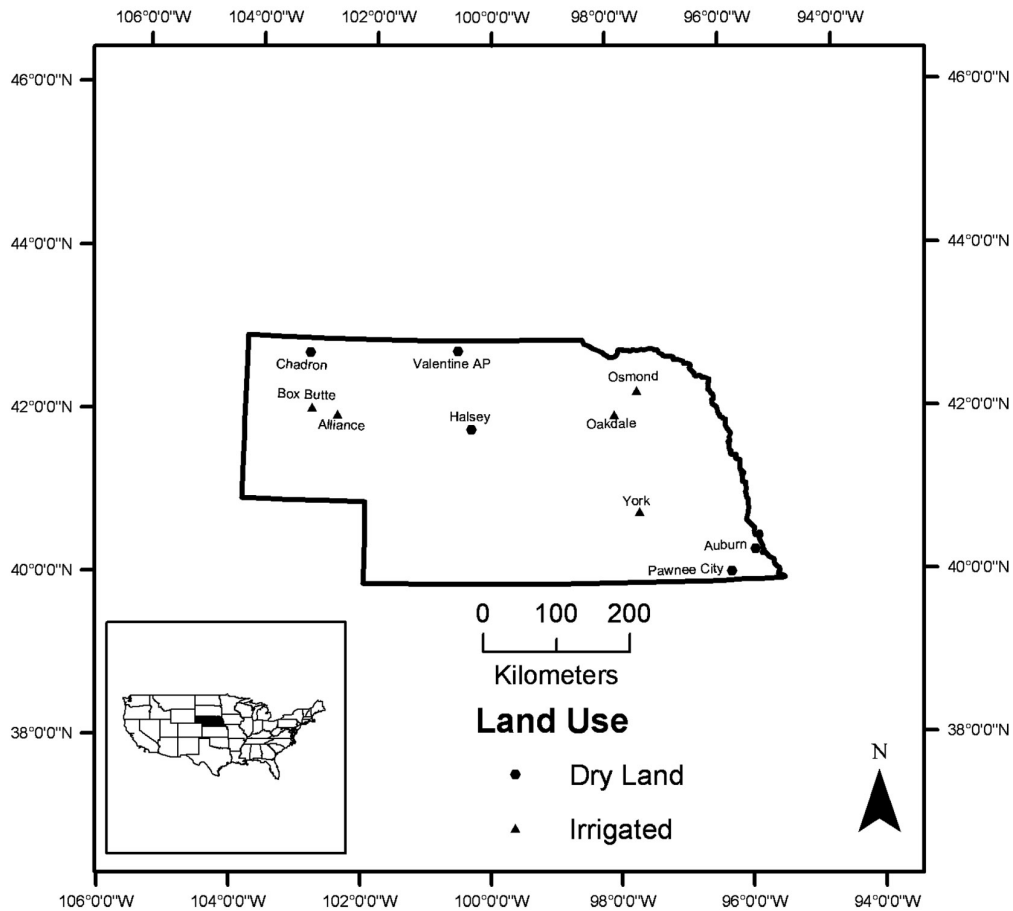 106°0'0"W 104°0'0"W 102°0'0"W 100°0'0"W 98°0'0"W 96°0'0"W 94°0'0"W
46°0'0"N 46°0'0"N
44°0'0"N 44°0'0"N
Chadron Valentine AP
Osmond
Box Butte
42°0'0"N 42°0'0"N
Alliance Halsey Oakdale
York
Auburn
Pawnee City
40°0'0"N 40°0'0"N
0 100 200
Kilometers
Land Use
38°0'0"N 38°0'0"N
N
Dry Land
Irrigated
106°0'0"W 104°0'0"W 102°0'0"W 100°0'0"W 98°0'0"W 96°0'0"W 94°0'0"W